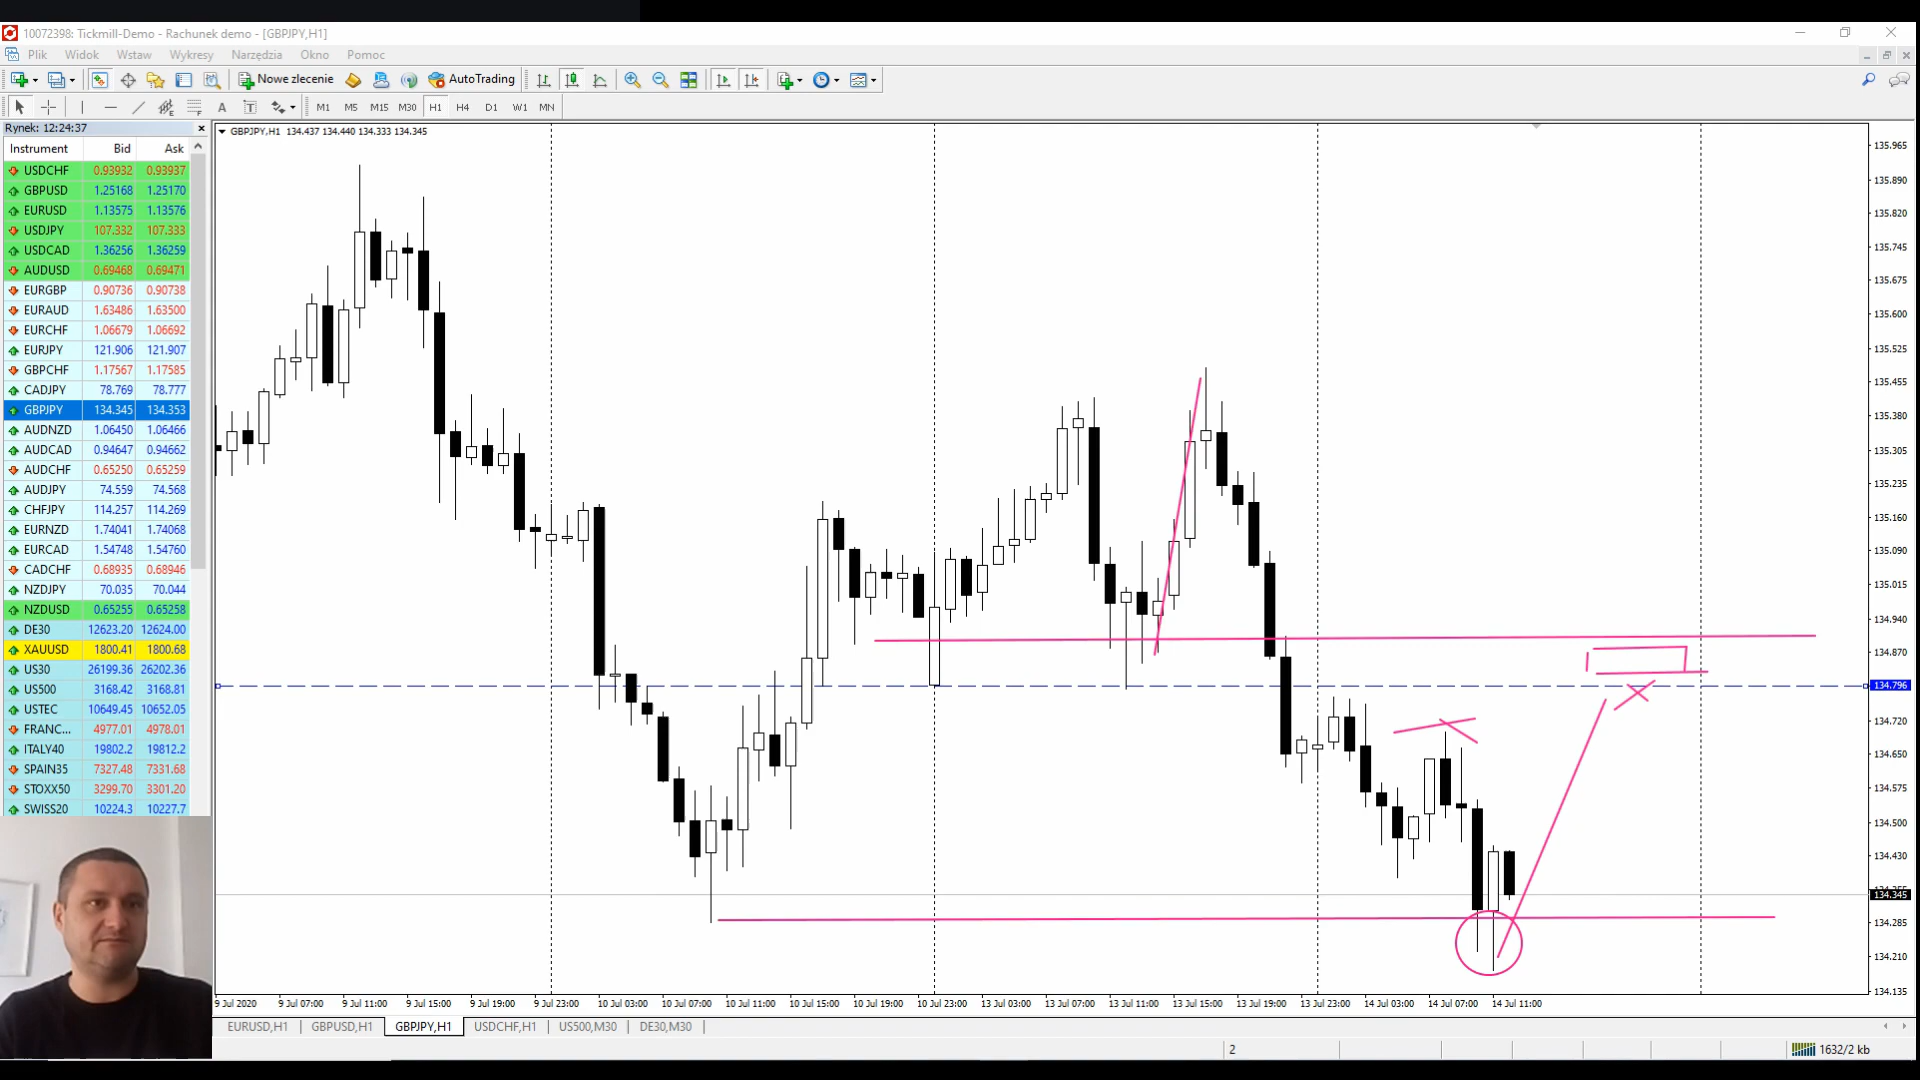 10072398: Tickmill-Demo - Rachunek demo - [GBPJPY,H1]
Plik Widok Wstaw Wykresy Narzędzia Okno Pomoc
Nowe zlecenie AutoTrading
A T M1 M5 M15 M30 H1 H4 D1 W1 MN
Rynek: 12:24:37
Instrument Bid Ask
USDCHF 0.93932 0.93937
GBPUSD 1.25168 1.25170
EURUSD 1.13575 1.13576
USDJPY 107.332 107.333
USDCAD 1.36256 1.36259
AUDUSD 0.69468 0.69471
EURGBP 0.90736 0.90738
EURAUD 1.63486 1.63500
EURCHF 1.06679 1.06692
EURJPY 121.906 121.907
GBPCHF 1.17567 1.17585
CADJPY 78.769 78.777
GBPJPY 134.345 134.353
AUDNZD 1.06450 1.06466
AUDCAD 0.94647 0.94662
AUDCHF 0.65250 0.65259
AUDJPY 74.559 74.568
CHFJPY 114.257 114.269
EURNZD 1.74041 1.74068
EURCAD 1.54748 1.54760
CADCHF 0.68935 0.68946
NZDJPY 70.035 70.044
NZDUSD 0.65255 0.65258
DE30 12623.20 12624.00
XAUUSD 1800.41 1800.68
US30 26199.36 26202.36
US500 3168.42 3168.81
USTEC 10649.45 10652.05
FRANC... 4977.01 4978.01
ITALY40 19802.2 19812.2
SPAIN35 7327.48 7331.68
STOXX50 3299.70 3301.20
SWISS20 10224.3 10227.7
GBPJPY,H1 134.437 134.440 134.333 134.345
135.965
135.890
135.820
135.745
135.675
135.600
135.525
135.455
135.380
135.305
135.235
135.160
135.090
135.015
134.940
134.870
134.796
134.720
134.650
134.575
134.500
134.430
134.345
134.285
134.210
134.135
9 Jul 2020 9 Jul 07:00 9 Jul 11:00 9 Jul 15:00 9 Jul 19:00 9 Jul 23:00 10 Jul 03:00 10 Jul 07:00 10 Jul 11:00 10 Jul 15:00 10 Jul 19:00 10 Jul 23:00 13 Jul 03:00 13 Jul 07:00 13 Jul 11:00 13 Jul 15:00 13 Jul 19:00 13 Jul 23:00 14 Jul 03:00 14 Jul 07:00 14 Jul 11:00
EURUSD,H1 GBPUSD,H1 GBPJPY,H1 USDCHF,H1 US500,M30 DE30,M30
2 1632/2 kb